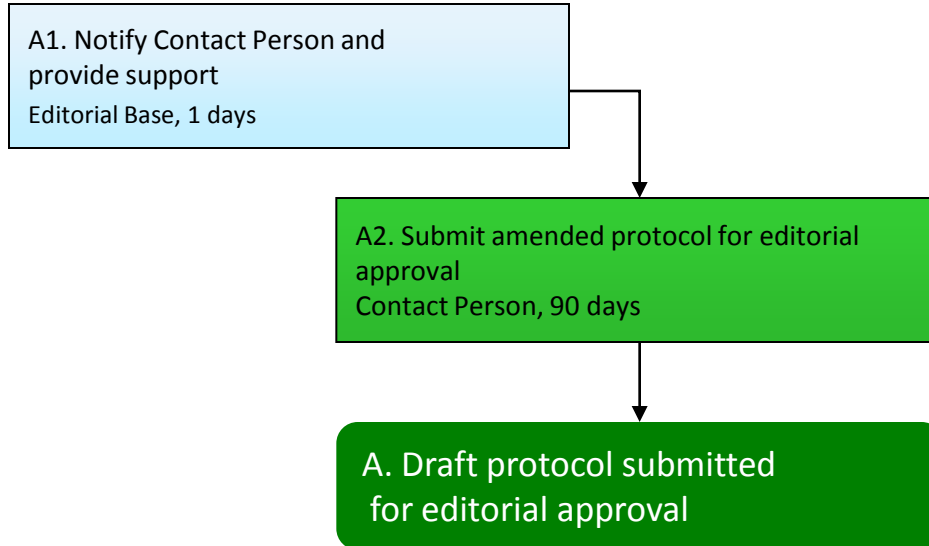 A1. Notify Contact Person and
provide support
Editorial Base, 1 days
A2. Submit amended protocol for editorial
approval
Contact Person, 90 days
A. Draft protocol submitted
for editorial approval